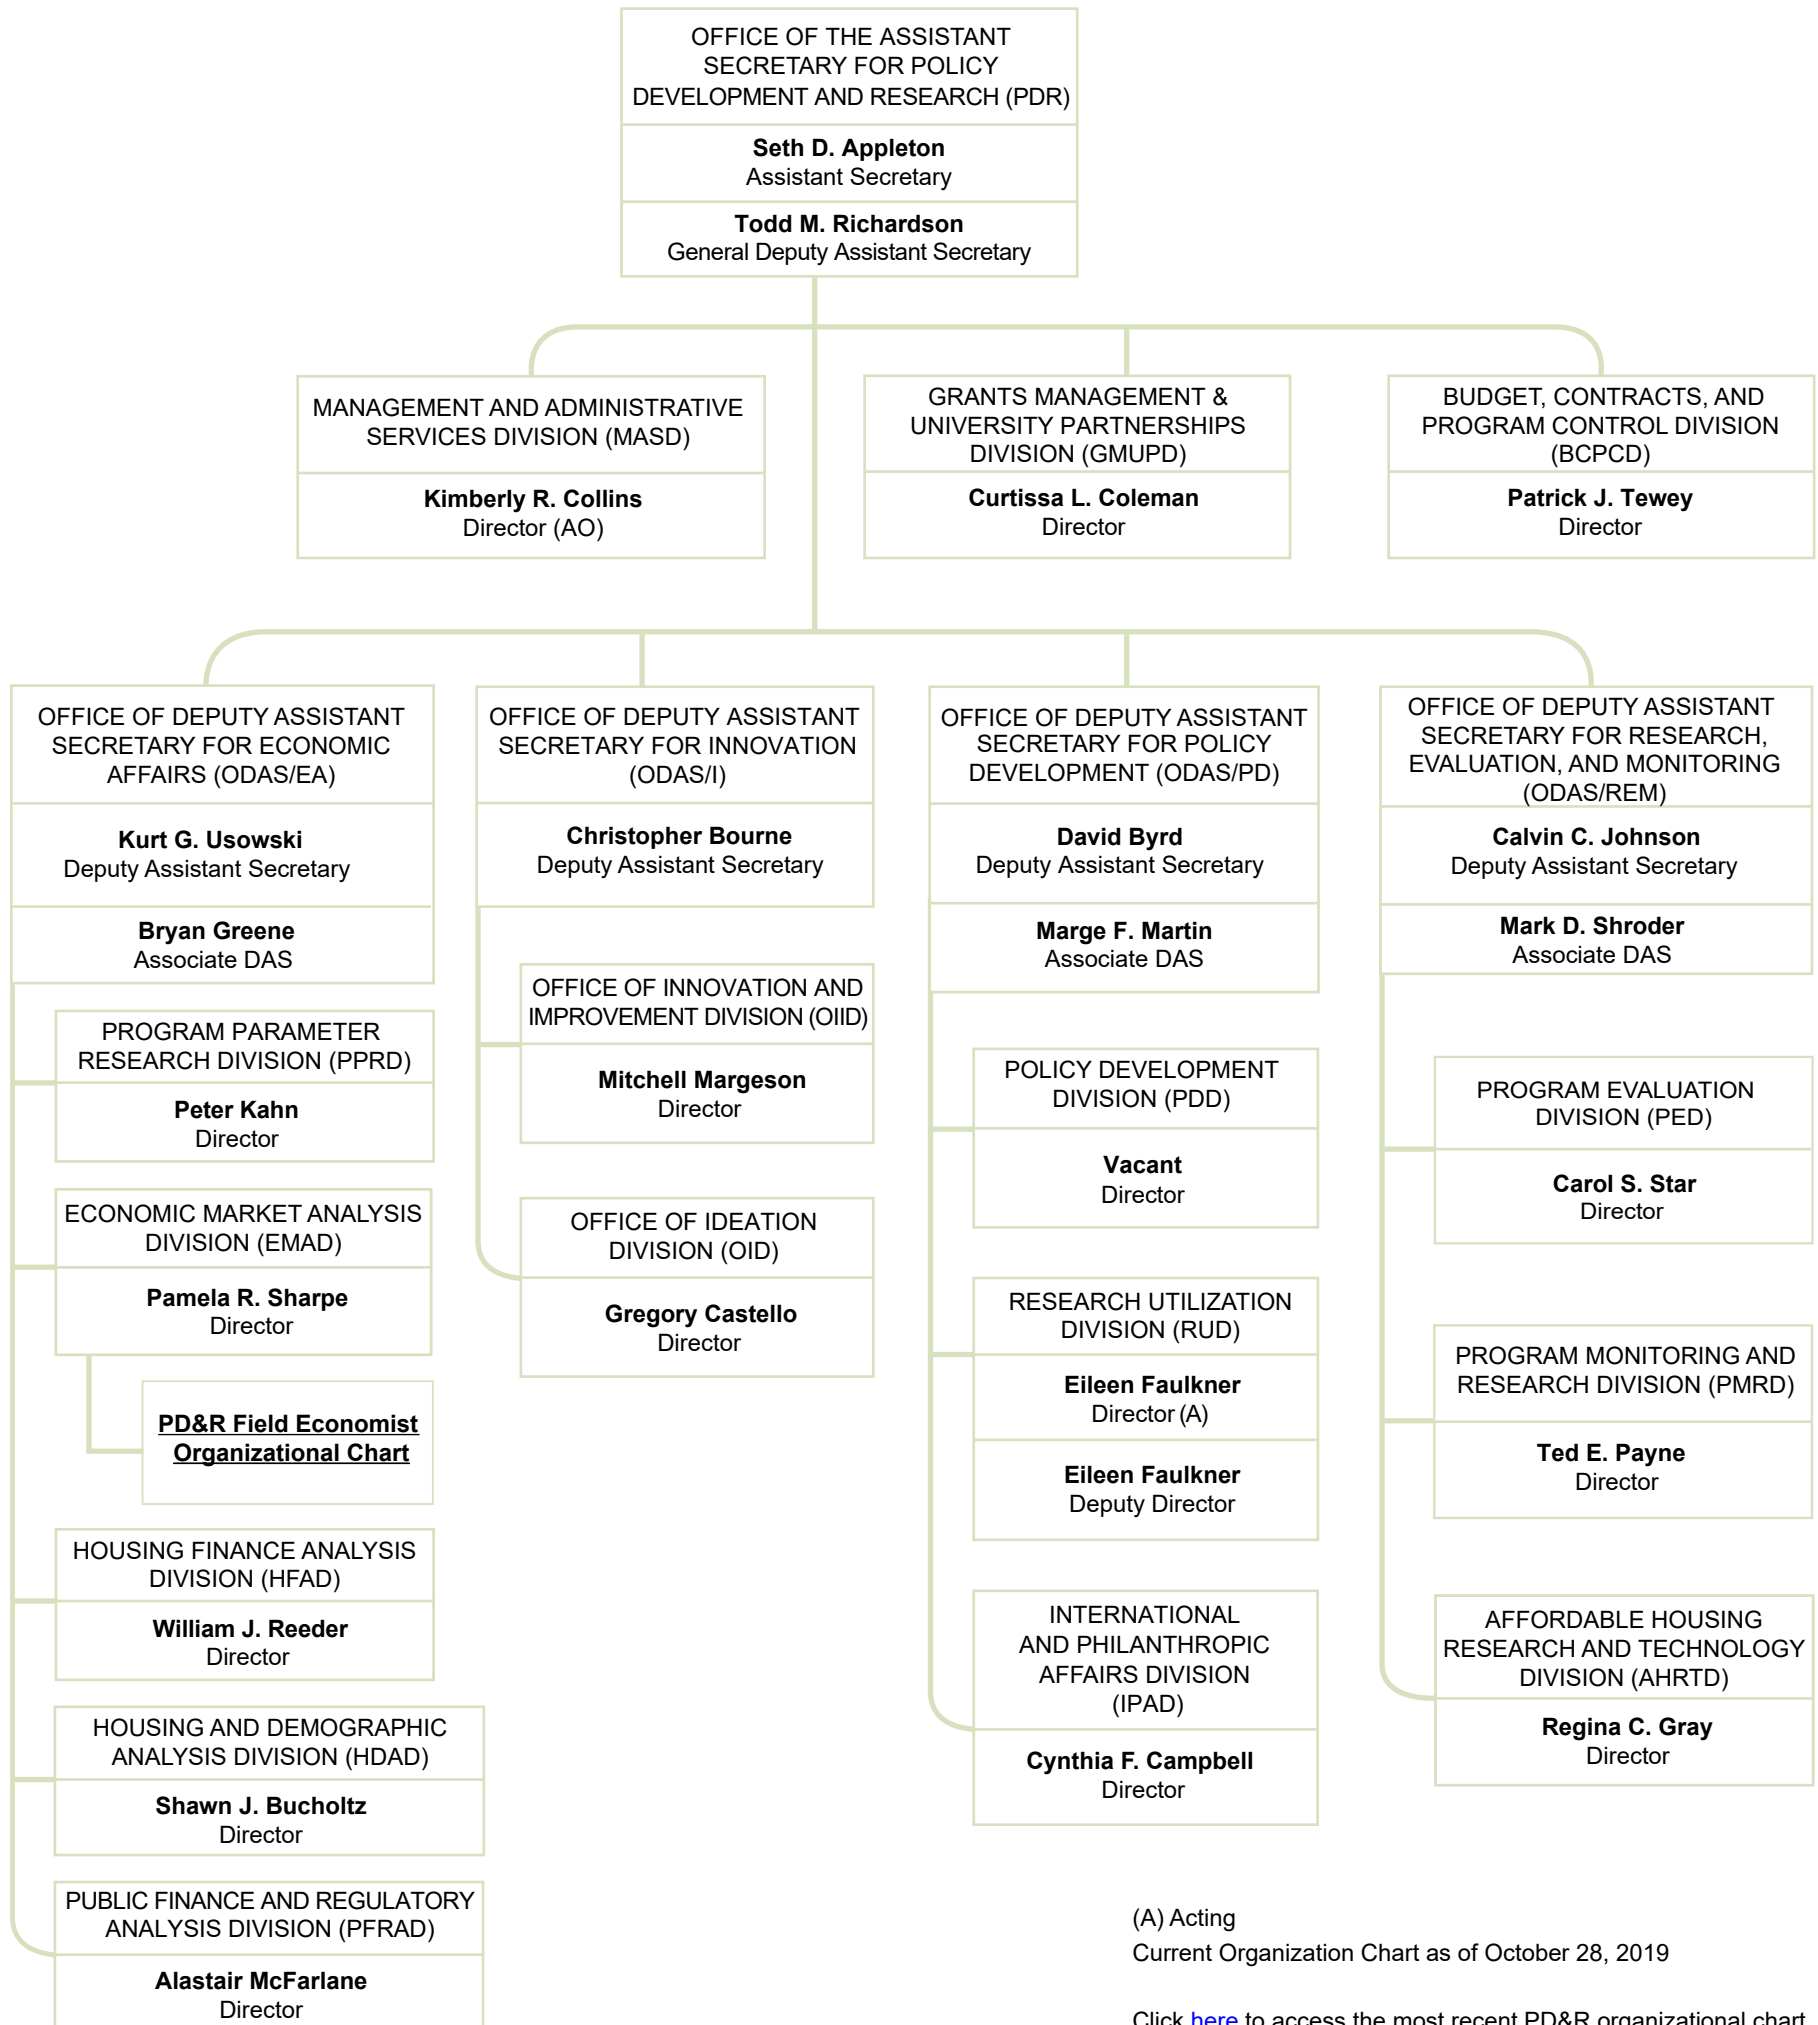 OFFICE OF THE ASSISTANT
SECRETARY FOR POLICY
DEVELOPMENT AND RESEARCH (PDR)
Seth D. Appleton
Assistant Secretary
Todd M. Richardson
General Deputy Assistant Secretary
MANAGEMENT AND ADMINISTRATIVE
SERVICES DIVISION (MASD)
Kimberly R. Collins
Director (AO)
GRANTS MANAGEMENT &
UNIVERSITY PARTNERSHIPS
DIVISION (GMUPD)
Curtissa L. Coleman
Director
BUDGET, CONTRACTS, AND
PROGRAM CONTROL DIVISION
(BCPCD)
Patrick J. Tewey
Director
OFFICE OF DEPUTY ASSISTANT
SECRETARY FOR ECONOMIC
AFFAIRS (ODAS/EA)
Kurt G. Usowski
Deputy Assistant Secretary
Bryan Greene
Associate DAS
PROGRAM PARAMETER
RESEARCH DIVISION (PPRD)
Peter Kahn
Director
ECONOMIC MARKET ANALYSIS
DIVISION (EMAD)
Pamela R. Sharpe
Director
PD&R Field Economist
Organizational Chart
HOUSING FINANCE ANALYSIS
DIVISION (HFAD)
William J. Reeder
Director
HOUSING AND DEMOGRAPHIC
ANALYSIS DIVISION (HDAD)
Shawn J. Bucholtz
Director
PUBLIC FINANCE AND REGULATORY
ANALYSIS DIVISION (PFRAD)
Alastair McFarlane
Director
OFFICE OF DEPUTY ASSISTANT
SECRETARY FOR INNOVATION
(ODAS/I)
Christopher Bourne
Deputy Assistant Secretary
OFFICE OF INNOVATION AND
IMPROVEMENT DIVISION (OIID)
Mitchell Margeson
Director
OFFICE OF IDEATION
DIVISION (OID)
Gregory Castello
Director
OFFICE OF DEPUTY ASSISTANT
SECRETARY FOR POLICY
DEVELOPMENT (ODAS/PD)
David Byrd
Deputy Assistant Secretary
Marge F. Martin
Associate DAS
POLICY DEVELOPMENT
DIVISION (PDD)
Vacant
Director
RESEARCH UTILIZATION
DIVISION (RUD)
Eileen Faulkner
Director (A)
Eileen Faulkner
Deputy Director
INTERNATIONAL
AND PHILANTHROPIC
AFFAIRS DIVISION
(IPAD)
Cynthia F. Campbell
Director
OFFICE OF DEPUTY ASSISTANT
SECRETARY FOR RESEARCH,
EVALUATION, AND MONITORING
(ODAS/REM)
Calvin C. Johnson
Deputy Assistant Secretary
Mark D. Shroder
Associate DAS
PROGRAM EVALUATION
DIVISION (PED)
Carol S. Star
Director
PROGRAM MONITORING AND
RESEARCH DIVISION (PMRD)
Ted E. Payne
Director
AFFORDABLE HOUSING
RESEARCH AND TECHNOLOGY
DIVISION (AHRTD)
Regina C. Gray
Director
(A) Acting
Current Organization Chart as of October 28, 2019
Click here to access the most recent PD&R organizational chart